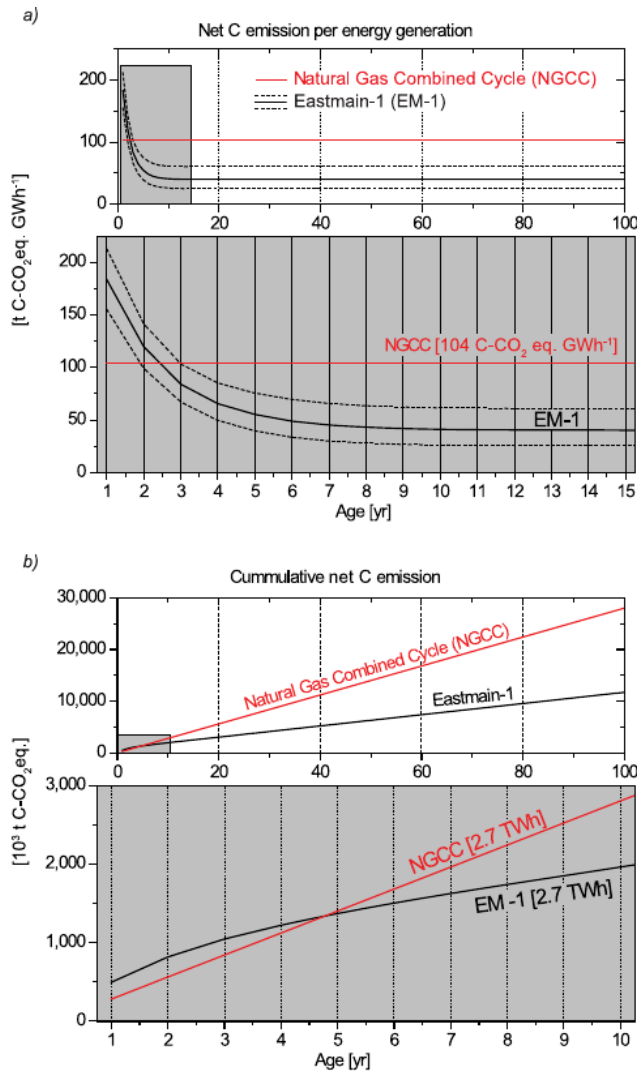 a)
Net C emission per energy generation
200
150
100
50
0
Natural Gas Combined Cycle (NGCC)
Eastmain-1 (EM-1)
0 20 40 60 80 100
[t C-CO₂eq. GWh⁻¹]
200
150
100
50
0
NGCC [104 C-CO₂ eq. GWh⁻¹]
EM-1
1 2 3 4 5 6 7 8 9 10 11 12 13 14 15
Age [yr]
b)
Cummulative net C emission
30,000
20,000
10,000
0
Natural Gas Combined Cycle (NGCC)
Eastmain-1
0 20 40 60 80 100
[10³ t C-CO₂eq.]
3,000
2,000
1,000
0
NGCC [2.7 TWh]
EM -1 [2.7 TWh]
1 2 3 4 5 6 7 8 9 10
Age [yr]